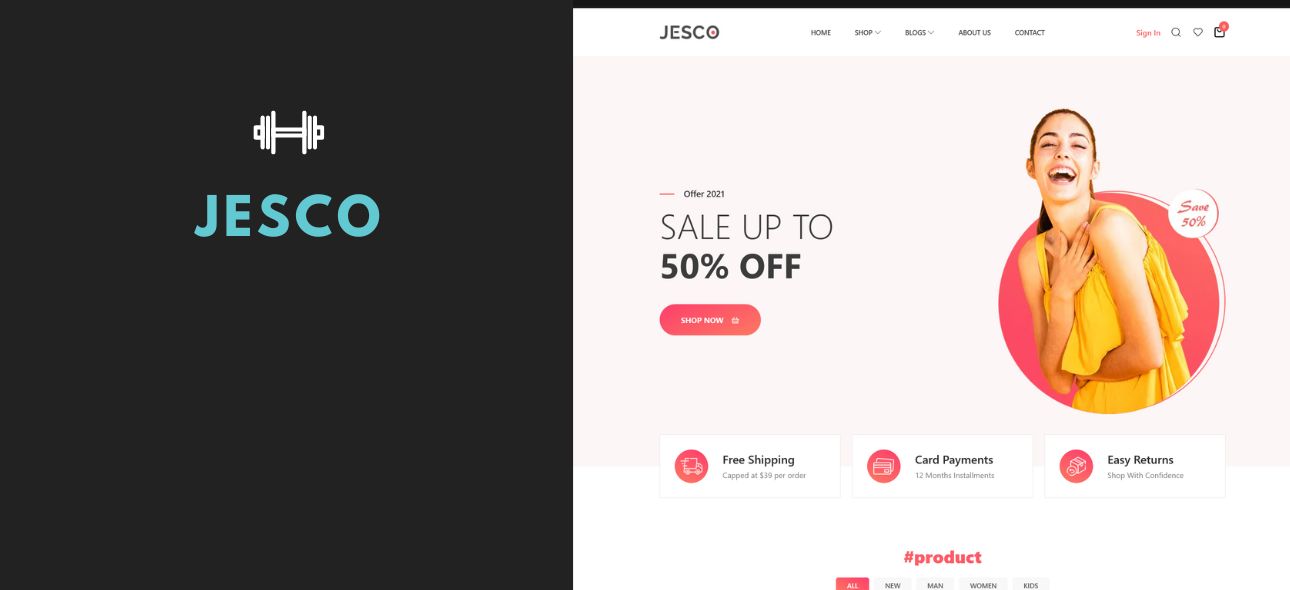 JESCO
JESCO
HOME SHOP BLOGS ABOUT US CONTACT
Sign In
0
Offer 2021
SALE UP TO
50% OFF
SHOP NOW
Save
50%
Free Shipping
Capped at $39 per order
Card Payments
12 Months Installments
Easy Returns
Shop With Confidence
#product
ALL NEW MAN WOMEN KIDS